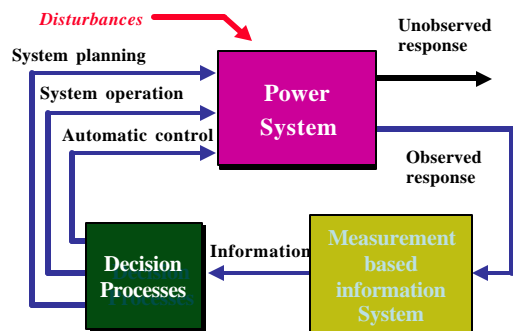 Disturbances
Unobserved
response
System planning
System operation
Automatic control
Power
System
Observed
response
Decision
Processes
Information
Measurement
based
information
System